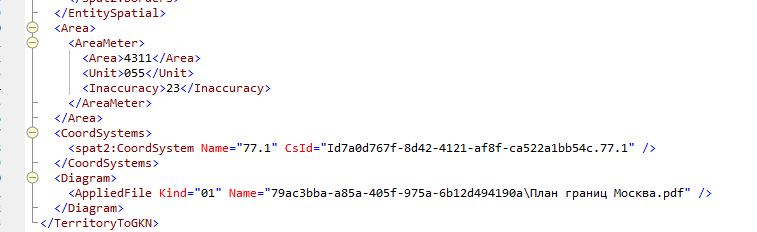 </EntitySpatial>
<Area>
<AreaMeter>
<Area>4311</Area>
<Unit>055</Unit>
<Inaccuracy>23</Inaccuracy>
</AreaMeter>
</Area>
<CoordSystems>
<spat2:CoordSystem Name="77.1" CsId="Id7a0d767f-8d42-4121-af8f-ca522a1bb54c.77.1" />
</CoordSystems>
<Diagram>
<AppliedFile Kind="01" Name="79ac3bba-a85a-405f-975a-6b12d494190a\План границ Москва.pdf" />
</Diagram>
</TerritoryToGKN>